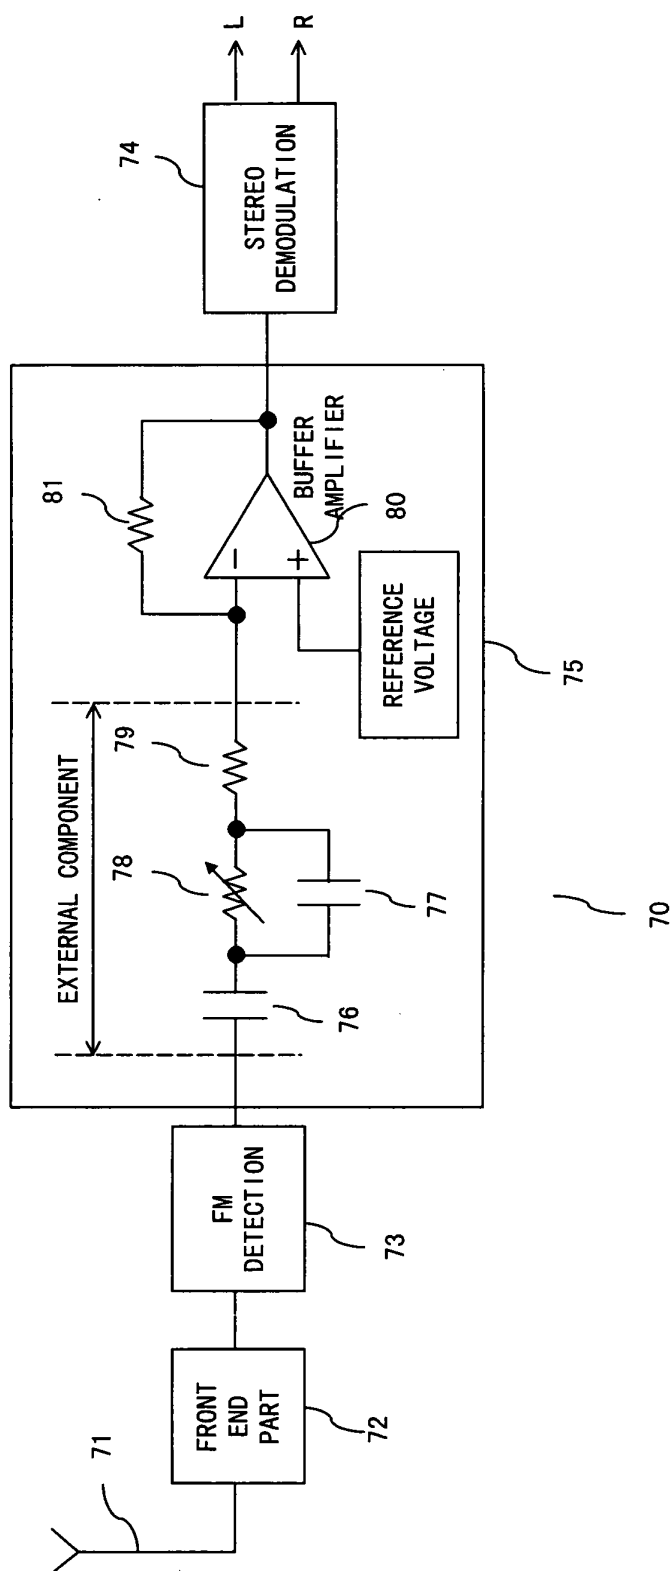 71
FRONT
END
PART
72
FM
DETECTION
73
EXTERNAL COMPONENT
76
77
78
79
81
BUFFER
AMPLIFIER
80
−
+
REFERENCE
VOLTAGE
75
STEREO
DEMODULATION
74
L
R
70